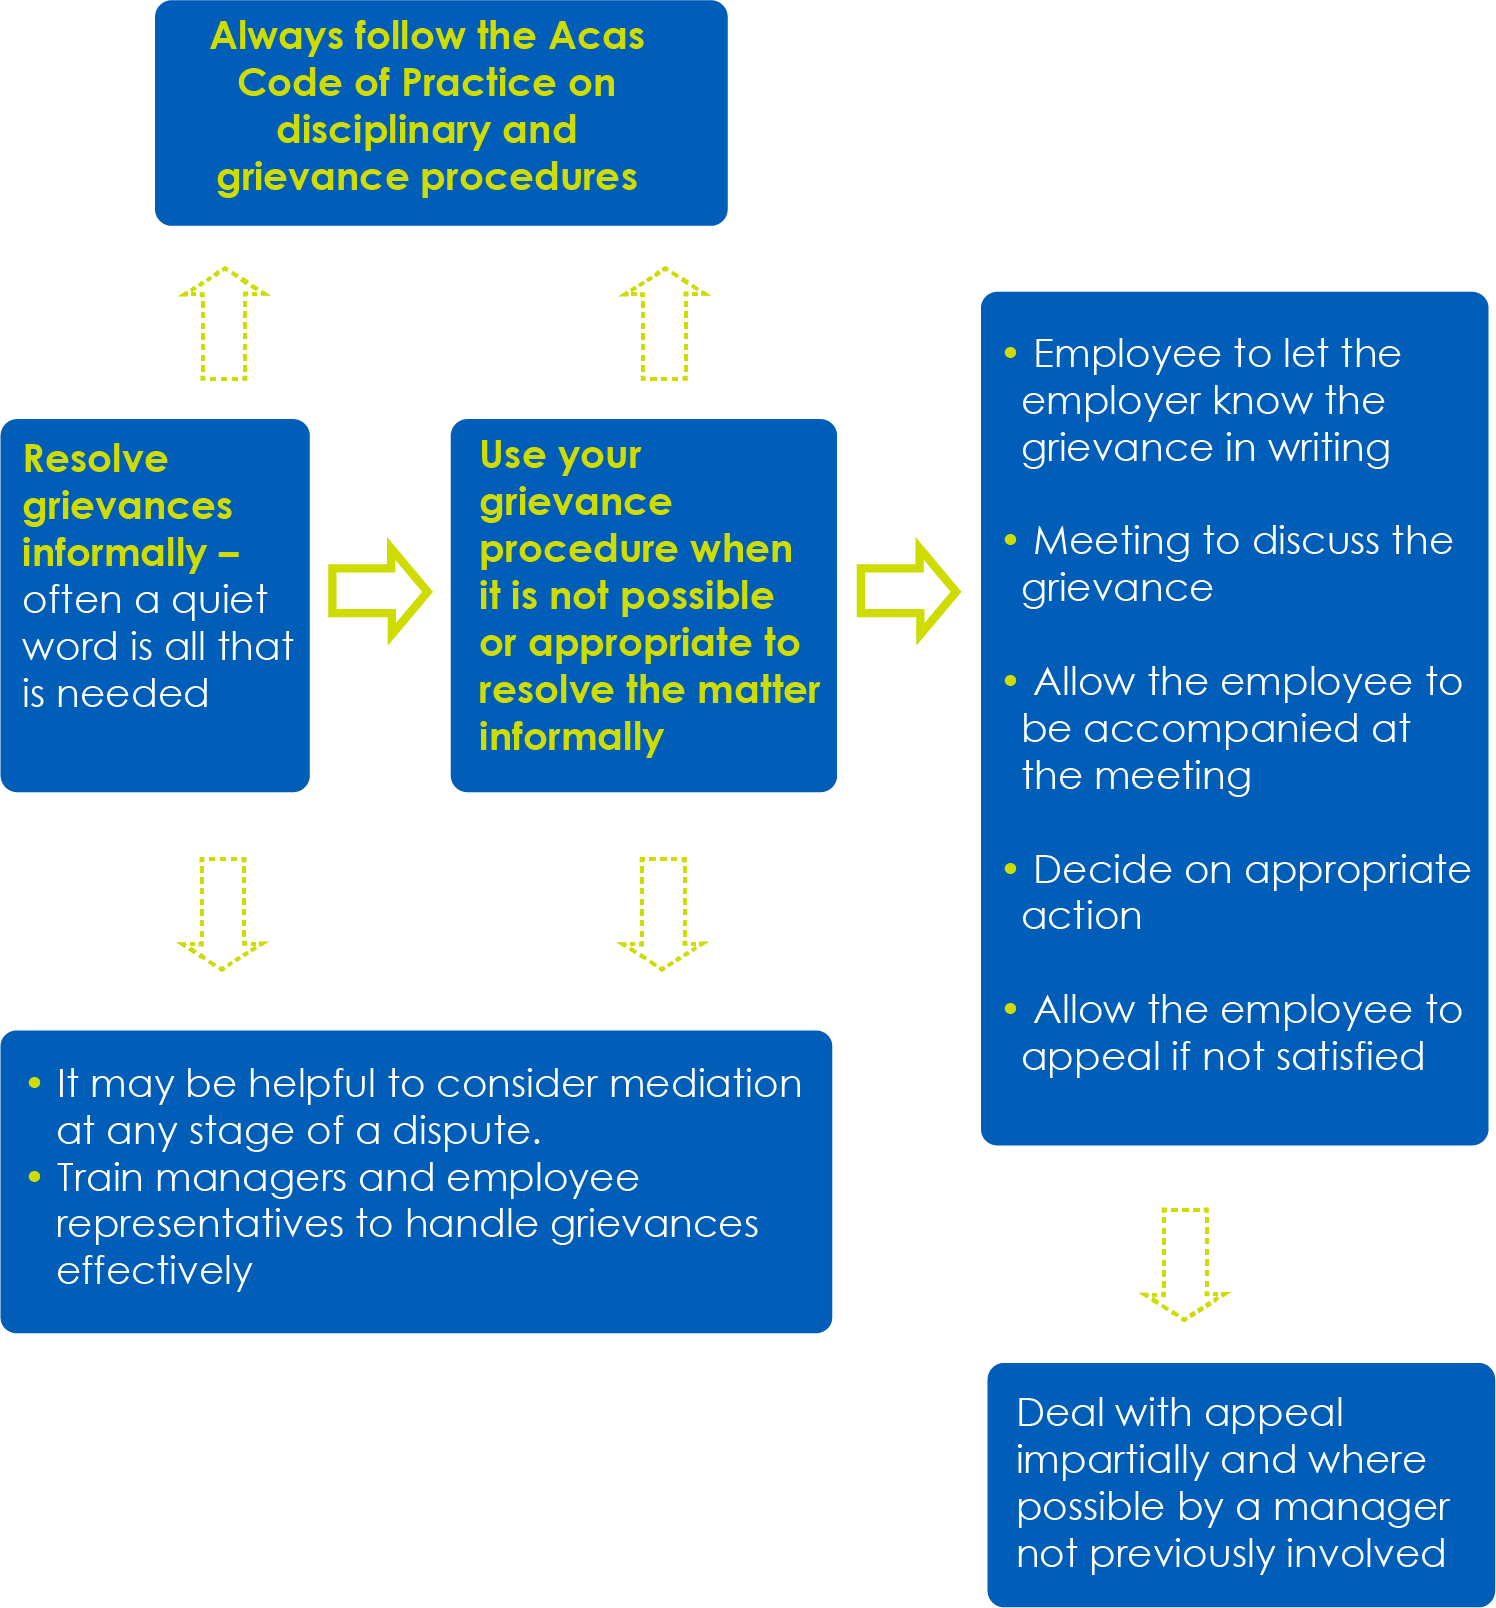 Always follow the Acas
Code of Practice on
disciplinary and
grievance procedures
Resolve
grievances
informally –
often a quiet
word is all that
is needed
Use your
grievance
procedure when
it is not possible
or appropriate to
resolve the matter
informally
• Employee to let the
employer know the
grievance in writing
• Meeting to discuss the
grievance
• Allow the employee to
be accompanied at
the meeting
• Decide on appropriate
action
• Allow the employee to
appeal if not satisfied
• It may be helpful to consider mediation
at any stage of a dispute.
• Train managers and employee
representatives to handle grievances
effectively
Deal with appeal
impartially and where
possible by a manager
not previously involved